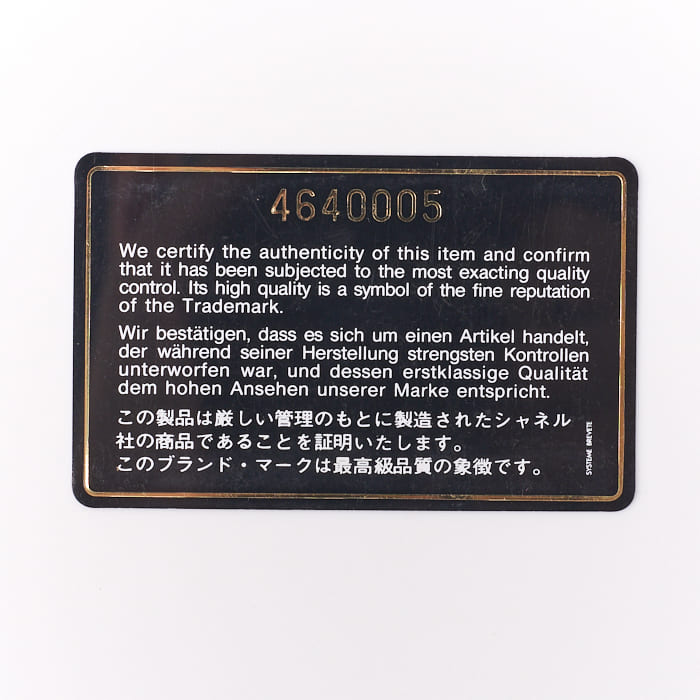 4640005
We certify the authenticity of this item and confirm
that it has been subjected to the most exacting quality
control. Its high quality is a symbol of the fine reputation
of the Trademark.
Wir bestätigen, dass es sich um einen Artikel handelt,
der während seiner Herstellung strengsten Kontrollen
unterworfen war, und dessen erstklassige Qualität
dem hohen Ansehen unserer Marke entspricht.
この製品は厳しい管理のもとに製造されたシャネル
社の商品であることを証明いたします。
このブランド・マークは最高級品質の象徴です。
SYSTEME BREVETE